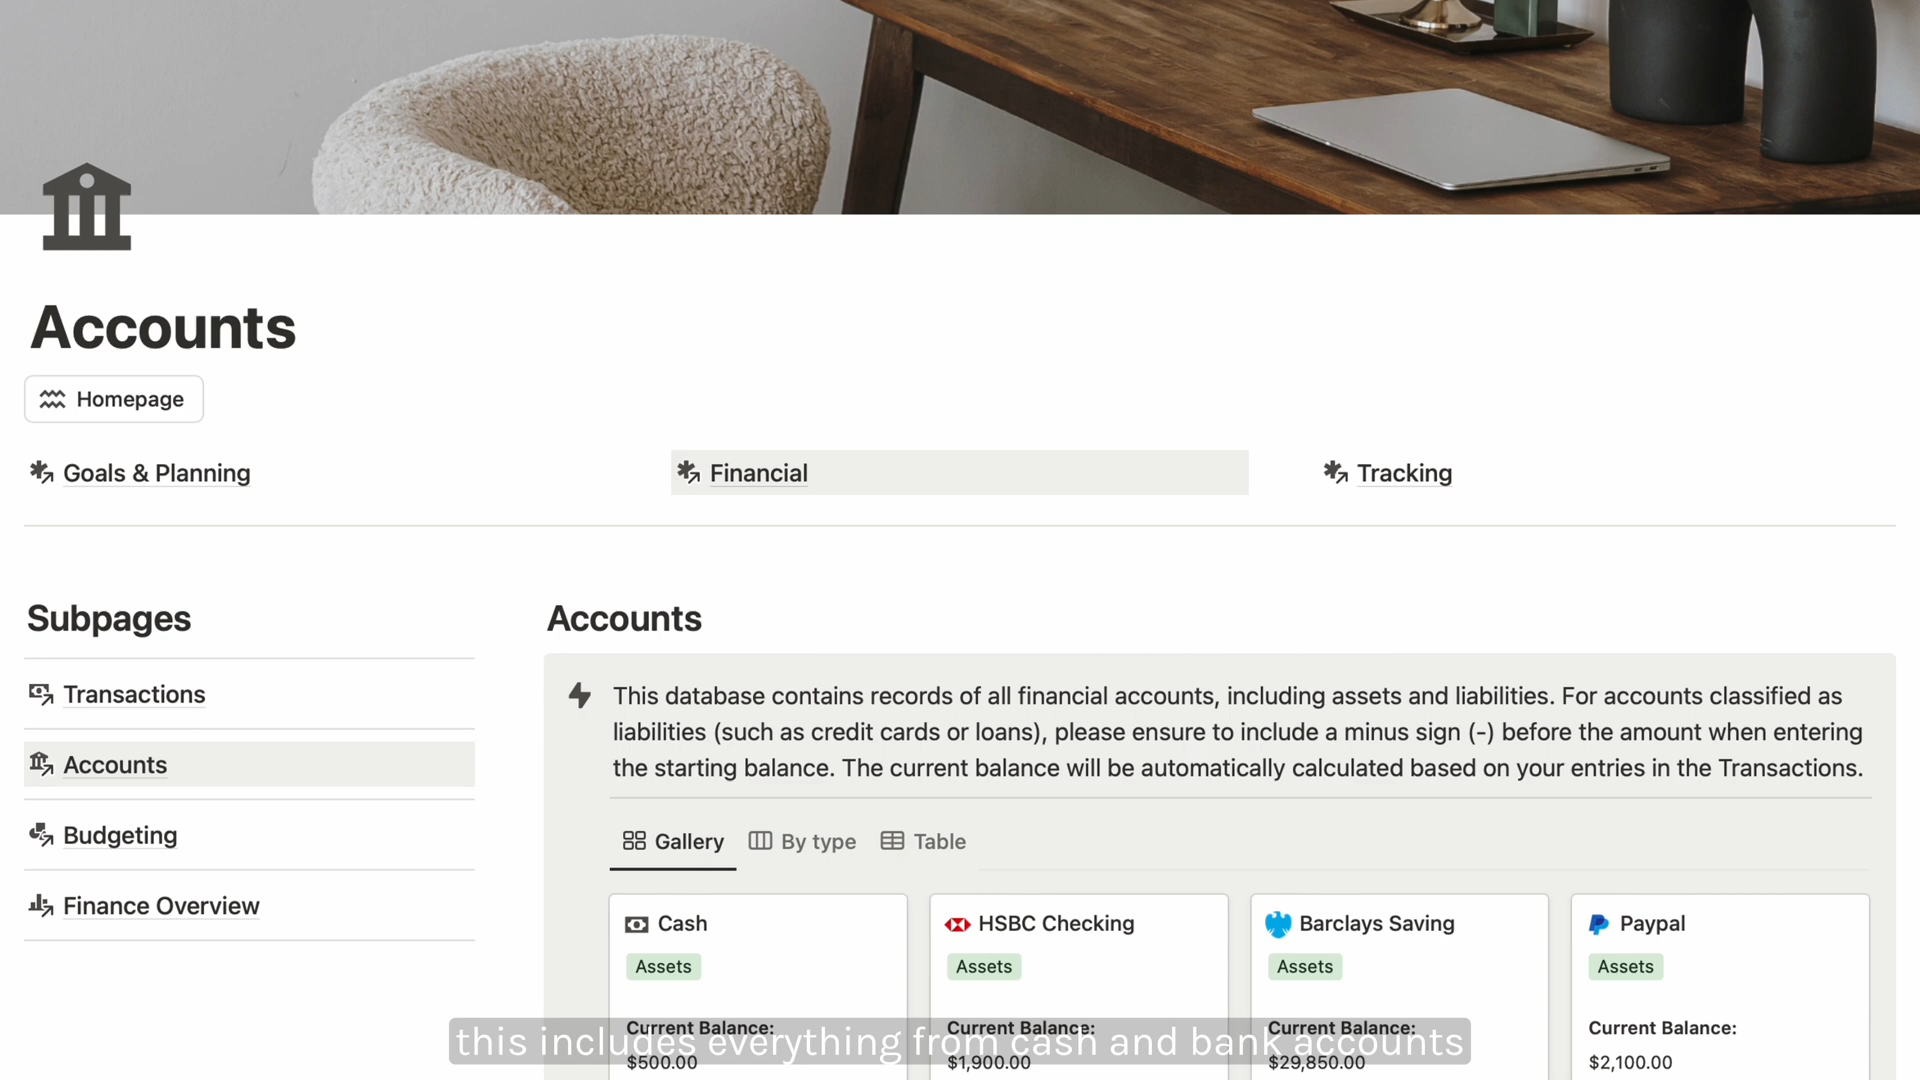 Accounts
Homepage
Goals & Planning
Financial
Tracking
Subpages
Transactions
Accounts
Budgeting
Finance Overview
Accounts
This database contains records of all financial accounts, including assets and liabilities. For accounts classified as
liabilities (such as credit cards or loans), please ensure to include a minus sign (-) before the amount when entering
the starting balance. The current balance will be automatically calculated based on your entries in the Transactions.
Gallery By type Table
Cash
Assets
Current Balance:
$500.00
HSBC Checking
Assets
Current Balance:
$1,900.00
Barclays Saving
Assets
Current Balance:
$29,850.00
Paypal
Assets
Current Balance:
$2,100.00
this includes everything from cash and bank accounts